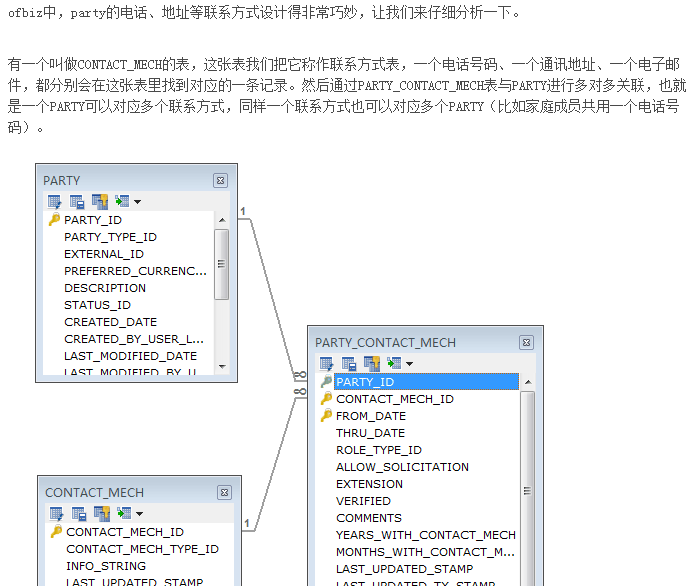 ofbiz中，party的电话、地址等联系方式设计得非常巧妙，让我们来仔细分析一下。
有一个叫做CONTACT_MECH的表，这张表我们把它称作联系方式表，一个电话号码、一个通讯地址、一个电子邮
件，都分别会在这张表里找到对应的一条记录。然后通过PARTY_CONTACT_MECH表与PARTY进行多对多关联，也就
是一个PARTY可以对应多个联系方式，同样一个联系方式也可以对应多个PARTY（比如家庭成员共用一个电话号
码）。
PARTY
PARTY_ID
PARTY_TYPE_ID
EXTERNAL_ID
PREFERRED_CURRENC...
DESCRIPTION
STATUS_ID
CREATED_DATE
CREATED_BY_USER_L...
LAST_MODIFIED_DATE
LAST_MODIFIED_BY_U
1
PARTY_CONTACT_MECH
PARTY_ID
CONTACT_MECH_ID
FROM_DATE
THRU_DATE
ROLE_TYPE_ID
ALLOW_SOLICITATION
EXTENSION
VERIFIED
COMMENTS
YEARS_WITH_CONTACT_MECH
MONTHS_WITH_CONTACT_M...
LAST_UPDATED_STAMP
LAST_UPDATED_TX_STAMP
∞
∞
CONTACT_MECH
CONTACT_MECH_ID
CONTACT_MECH_TYPE_ID
INFO_STRING
LAST_UPDATED_STAMP
1